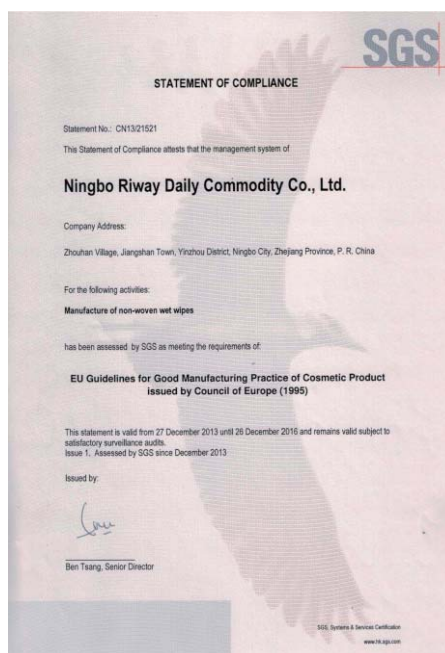 SGS
STATEMENT OF COMPLIANCE
Statement No.: CN13/21521
This Statement of Compliance attests that the management system of
Ningbo Riway Daily Commodity Co., Ltd.
Company Address:
Zhouhan Village, Jiangshan Town, Yinzhou District, Ningbo City, Zhejiang Province, P. R. China
For the following activities:
Manufacture of non-woven wet wipes
has been assessed by SGS as meeting the requirements of:
EU Guidelines for Good Manufacturing Practice of Cosmetic Product
issued by Council of Europe (1995)
This statement is valid from 27 December 2013 until 26 December 2016 and remains valid subject to
satisfactory surveillance audits.
Issue 1. Assessed by SGS since December 2013
Issued by:
Ben Tsang, Senior Director
SGS, Systems & Services Certification
www.hk.sgs.com